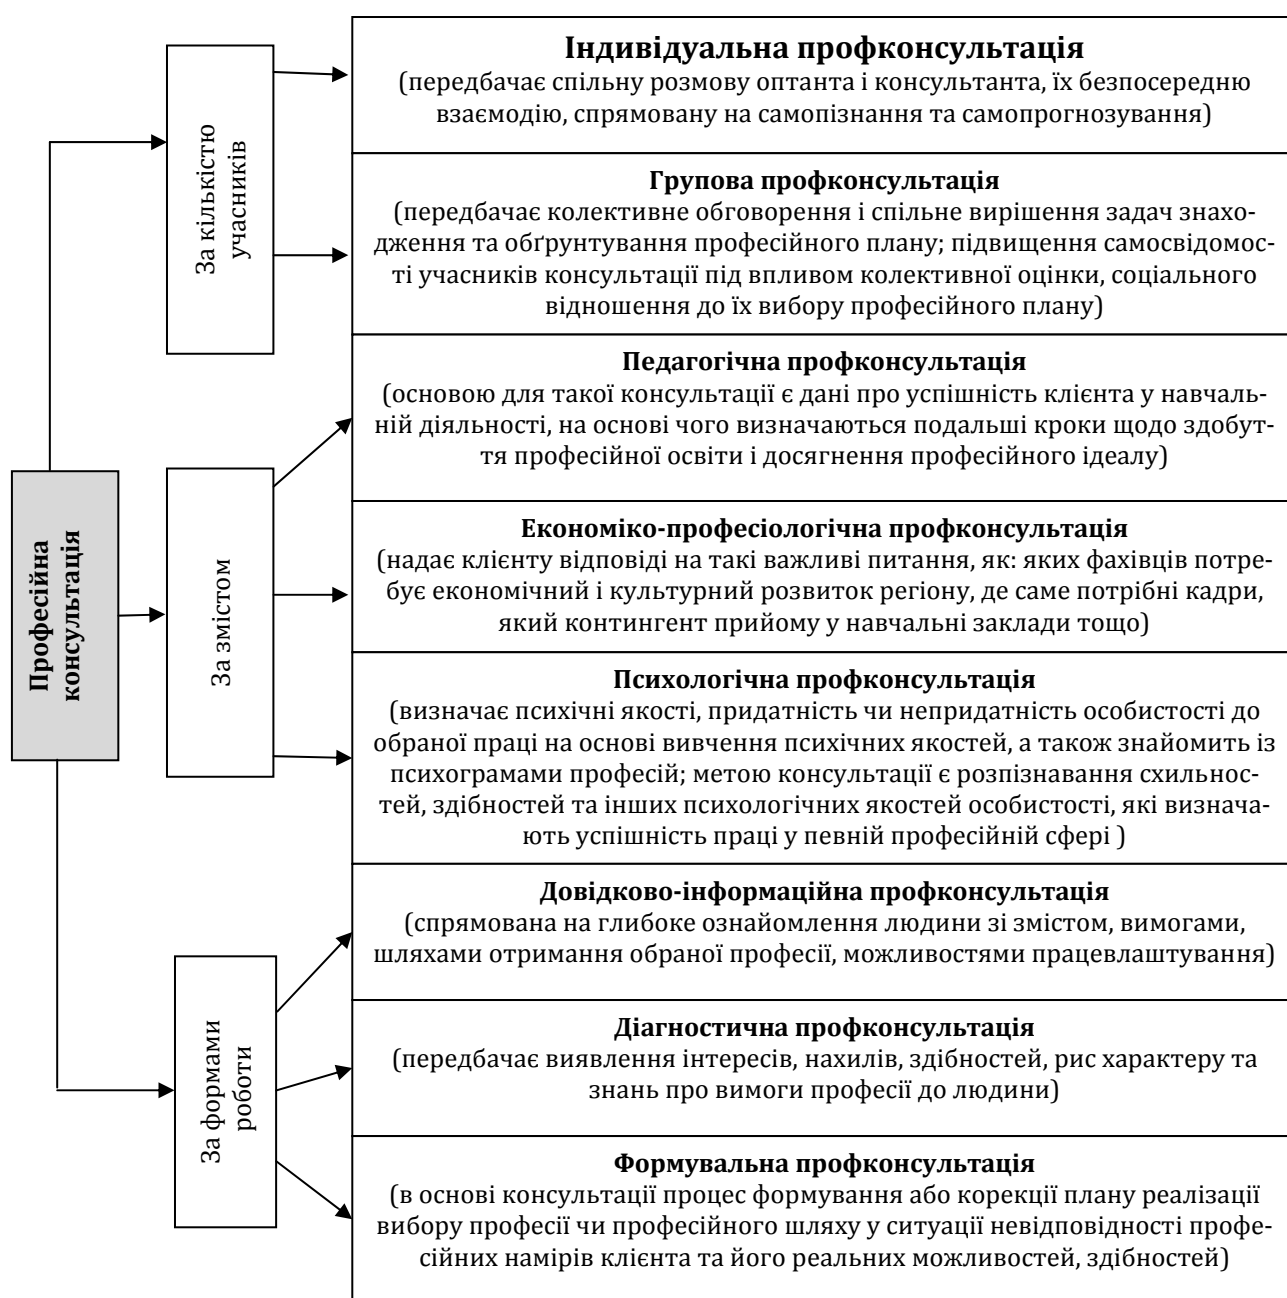 Професійна
консультація
За кількістю
учасників
Індивідуальна профконсультація
(передбачає спільну розмову оптанта і консультанта, їх безпосередню
взаємодію, спрямовану на самопізнання та самопрогнозування)
Групова профконсультація
(передбачає колективне обговорення і спільне вирішення задач знахо-
дження та обґрунтування професійного плану; підвищення самосвідомос-
ті учасників консультації під впливом колективної оцінки, соціального
відношення до їх вибору професійного плану)
За змістом
Педагогічна профконсультація
(основою для такої консультації є дані про успішність клієнта у навчаль-
ній діяльності, на основі чого визначаються подальші кроки щодо здобут-
тя професійної освіти і досягнення професійного ідеалу)
Економіко-професіологічна профконсультація
(надає клієнту відповіді на такі важливі питання, як: яких фахівців потре-
бує економічний і культурний розвиток регіону, де саме потрібні кадри,
який контингент прийому у навчальні заклади тощо)
Психологічна профконсультація
(визначає психічні якості, придатність чи непридатність особистості до
обраної праці на основі вивчення психічних якостей, а також знайомить із
психограмами професій; метою консультації є розпізнавання схильнос-
тей, здібностей та інших психологічних якостей особистості, які визнача-
ють успішність праці у певній професійній сфері )
За формами
роботи
Довідково-інформаційна профконсультація
(спрямована на глибоке ознайомлення людини зі змістом, вимогами,
шляхами отримання обраної професії, можливостями працевлаштування)
Діагностична профконсультація
(передбачає виявлення інтересів, нахилів, здібностей, рис характеру та
знань про вимоги професії до людини)
Формувальна профконсультація
(в основі консультації процес формування або корекції плану реалізації
вибору професії чи професійного шляху у ситуації невідповідності профе-
сійних намірів клієнта та його реальних можливостей, здібностей)